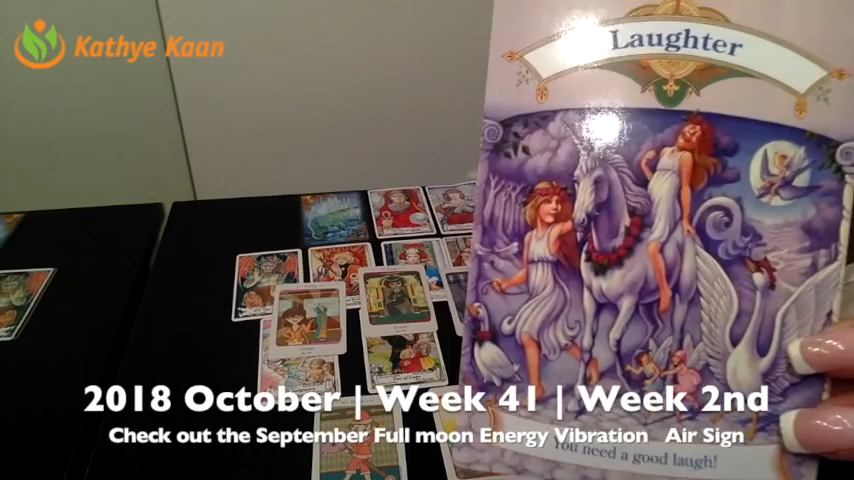 Kathye Kaan
Laughter
2018 October | Week 41 | Week 2nd
Check out the September Full moon Energy Vibration Air Sign
You need a good laugh!